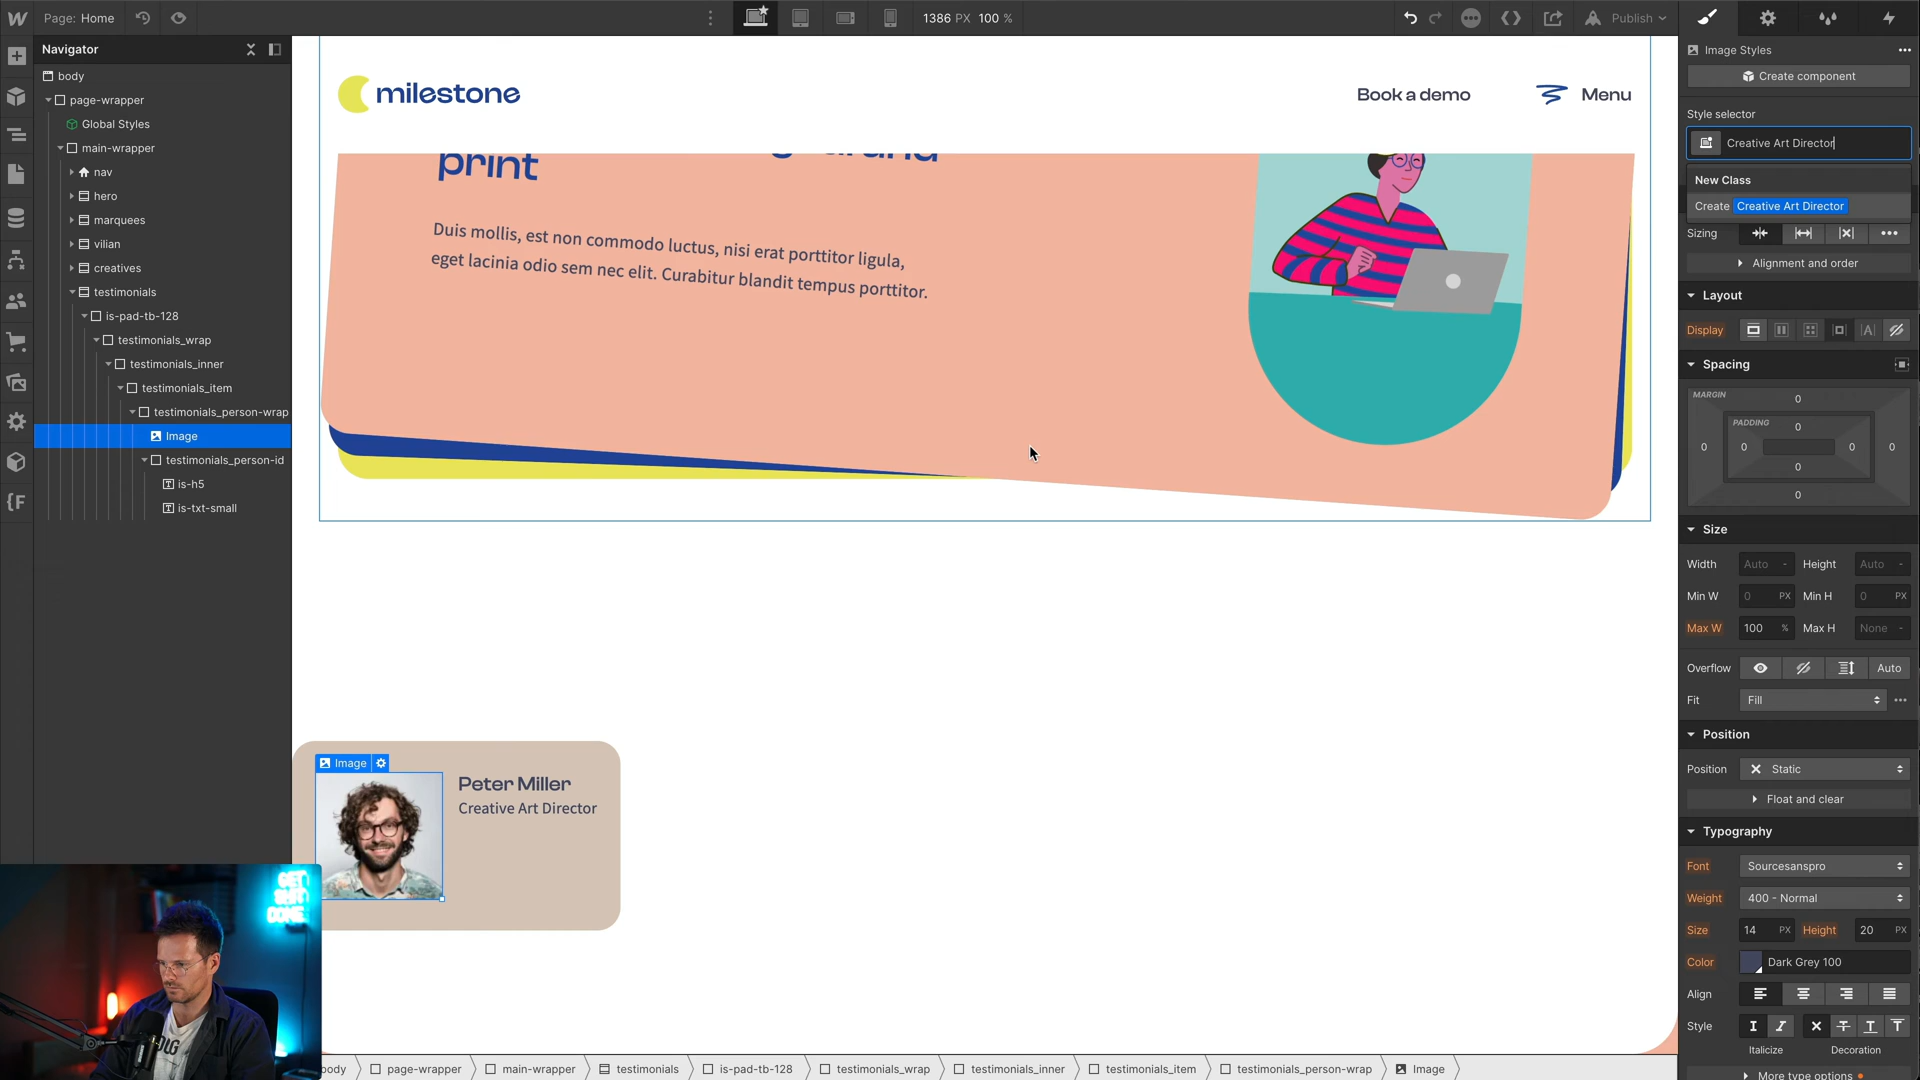 Page: Home
1386 PX 100 %
Publish
Navigator
body
page-wrapper
Global Styles
main-wrapper
nav
hero
marquees
vilian
creatives
testimonials
is-pad-tb-128
testimonials_wrap
testimonials_inner
testimonials_item
testimonials_person-wrap
Image
testimonials_person-id
is-h5
is-txt-small
milestone
Book a demo
Menu
print
Duis mollis, est non commodo luctus, nisi erat porttitor ligula,
eget lacinia odio sem nec elit. Curabitur blandit tempus porttitor.
Image
Peter Miller
Creative Art Director
GET
SHIT
DONE.
Image Styles
Create component
Style selector
Creative Art Director
New Class
Create Creative Art Director
Sizing
Alignment and order
Layout
Display
Spacing
MARGIN
0
PADDING
0
0 0 0 0
0
0
Size
Width Auto - Height Auto -
Min W 0 PX Min H 0 PX
Max W 100 % Max H None -
Overflow Auto
Fit Fill
Position
Position Static
Float and clear
Typography
Font Sourcesanspro
Weight 400 - Normal
Size 14 PX Height 20 PX
Color Dark Grey 100
Align
Style
Italicize Decoration
More type options
body page-wrapper main-wrapper testimonials is-pad-tb-128 testimonials_wrap testimonials_inner testimonials_item testimonials_person-wrap Image